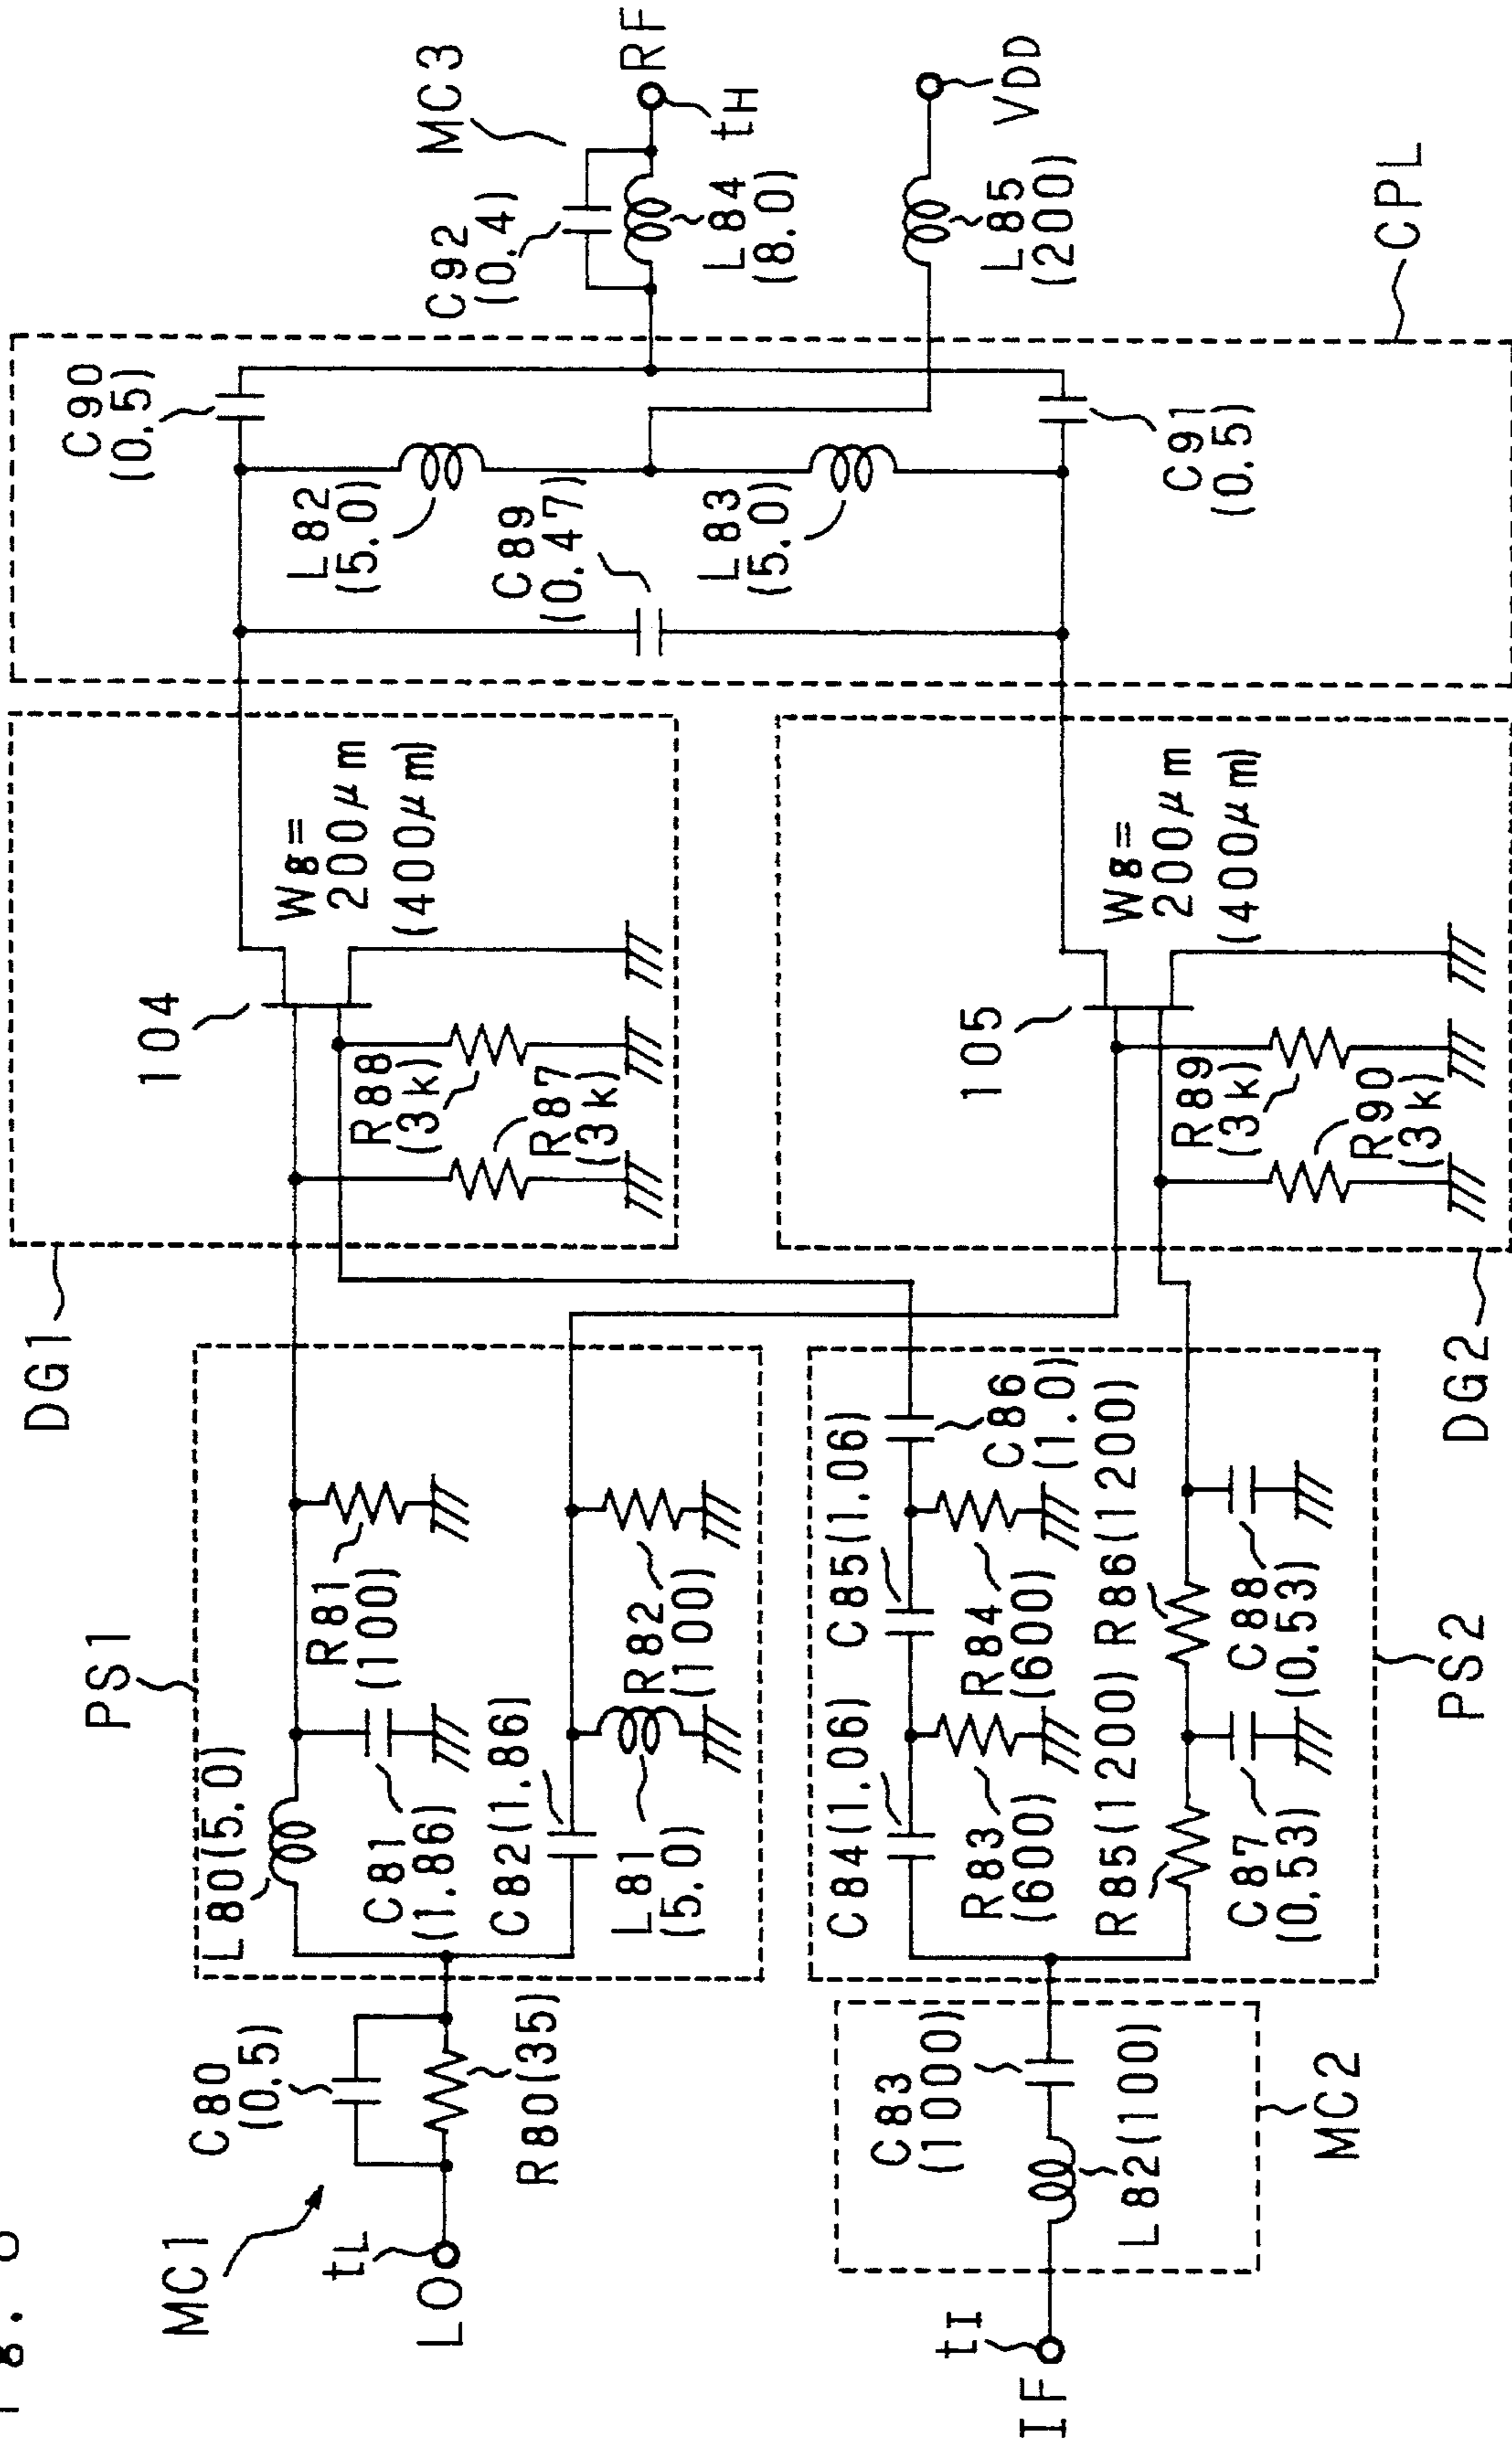 MC1
tL
LO
C80
(0.5)
R80(35)
PS1
L80(5.0)
C81
(1.86)
R81
(100)
C82(1.86)
L81
(5.0)
R82
(100)
IF
tI
C83
(1000)
L82(100)
MC2
C84(1.06)
C85(1.06)
C86
(1.0)
R83
(600)
R84
(600)
R85(1200)
R86(1200)
C87
(0.53)
C88
(0.53)
PS2
DG1
104
Wg=
200μm
(400μm)
R88
(3k)
R87
(3k)
DG2
105
Wg=
200μm
(400μm)
R89
(3k)
R90
(3k)
C90
(0.5)
L82
(5.0)
C89
(0.47)
L83
(5.0)
C91
(0.5)
CPL
MC3
C92
(0.4)
L84
(8.0)
RF
tH
L85
(200)
VDD